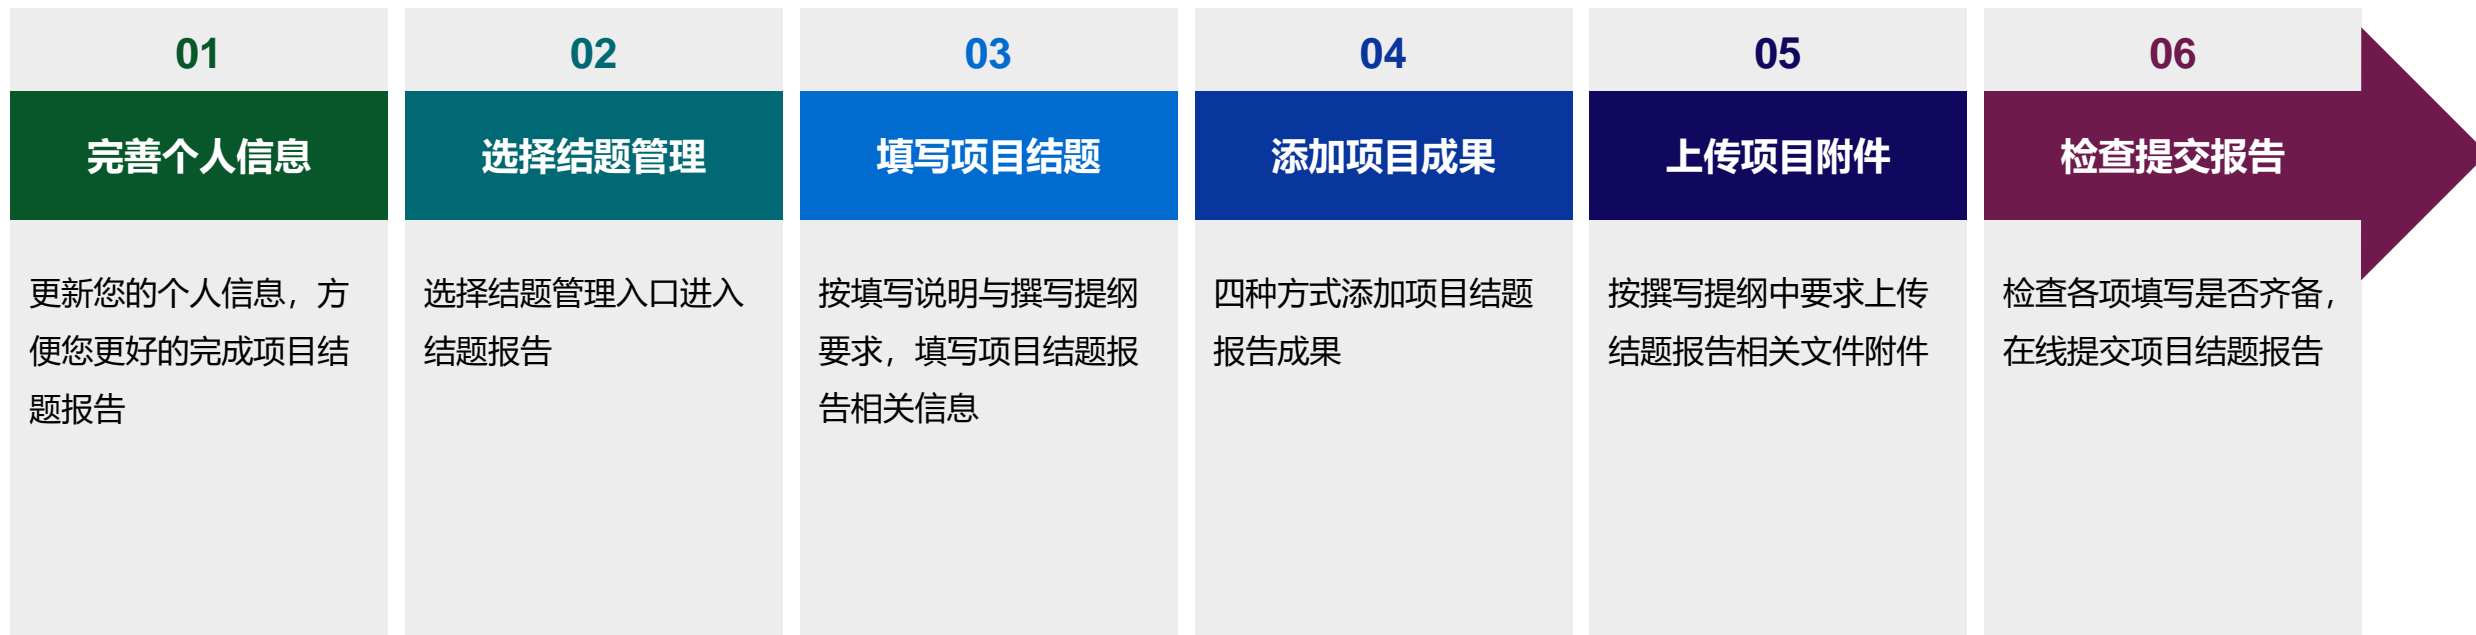 01
完善个人信息
更新您的个人信息，方
便您更好的完成项目结
题报告
02
选择结题管理
选择结题管理入口进入
结题报告
03
填写项目结题
按填写说明与撰写提纲
要求，填写项目结题报
告相关信息
04
添加项目成果
四种方式添加项目结题
报告成果
05
上传项目附件
按撰写提纲中要求上传
结题报告相关文件附件
06
检查提交报告
检查各项填写是否齐备，
在线提交项目结题报告